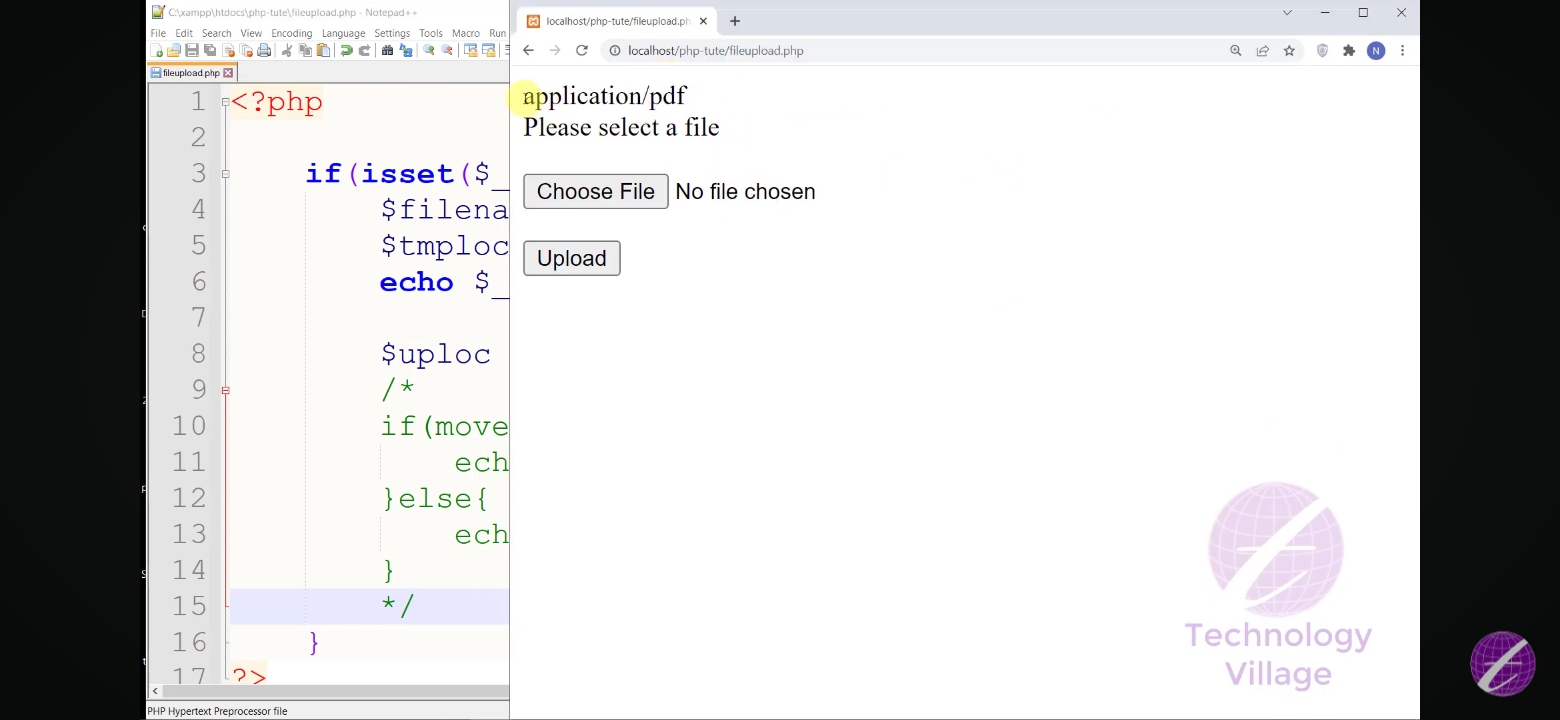 C:\xampp\htdocs\php-tute\fileupload.php - Notepad++
File Edit Search View Encoding Language Settings Tools Macro Run
fileupload.php
1 <?php
2
3 if(isset($_
4 $filena
5 $tmploc
6 echo $_
7
8 $uploc
9 /*
10 if(move
11 ech
12 }else{
13 ech
14 }
15 */
16 }
17 ?>
PHP Hypertext Preprocessor file
localhost/php-tute/fileupload.ph
localhost/php-tute/fileupload.php
N
application/pdf
Please select a file
Choose File No file chosen
Upload
Technology
Village